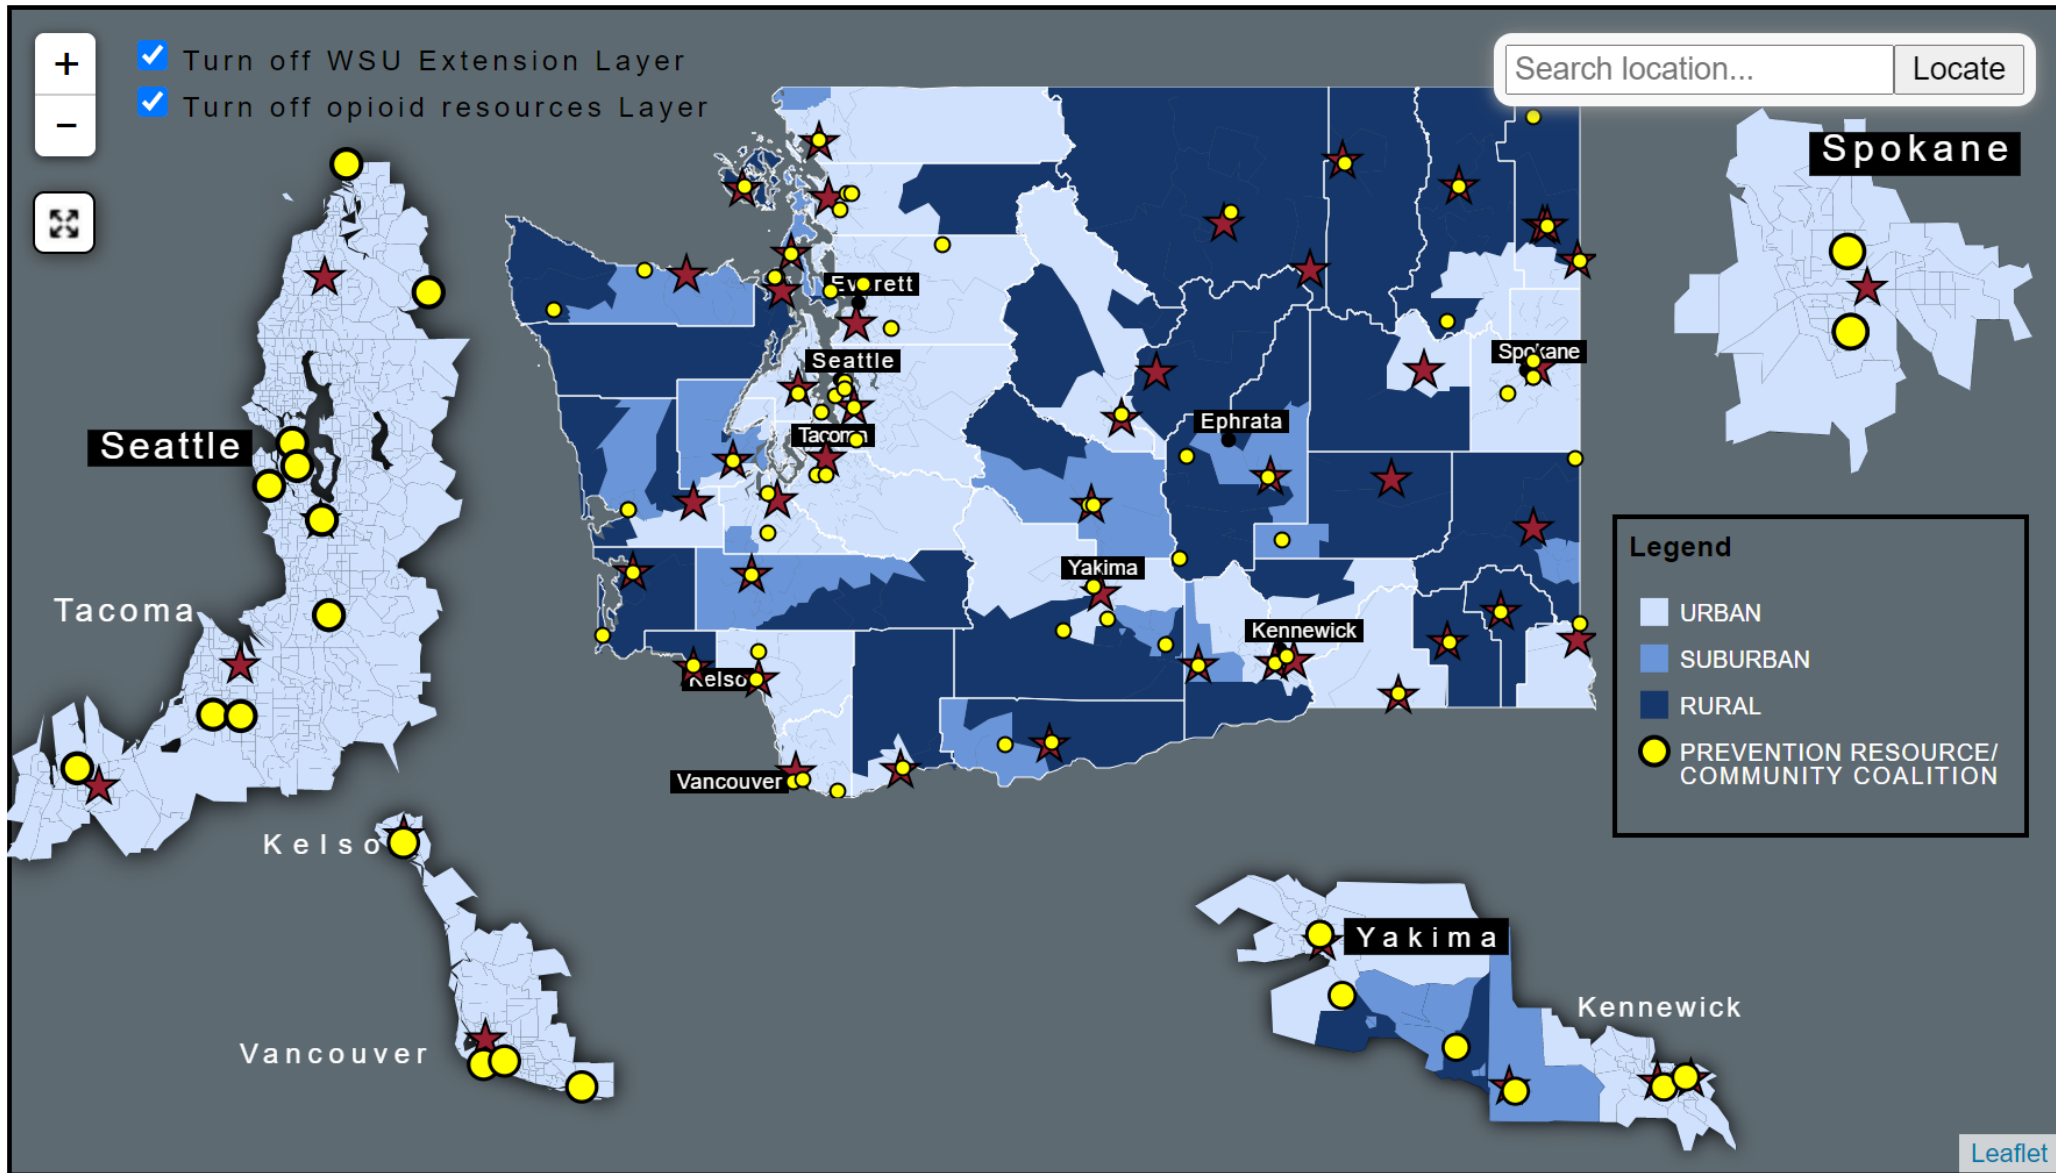 +
−
Turn off WSU Extension Layer
Turn off opioid resources Layer
Search location...
Locate
Spokane
Everett
Seattle
Spokane
Tacoma
Ephrata
Seattle
Yakima
Tacoma
Kennewick
Kelso
Vancouver
Legend
URBAN
SUBURBAN
RURAL
PREVENTION RESOURCE/
COMMUNITY COALITION
Kelso
Vancouver
Yakima
Kennewick
Leaflet